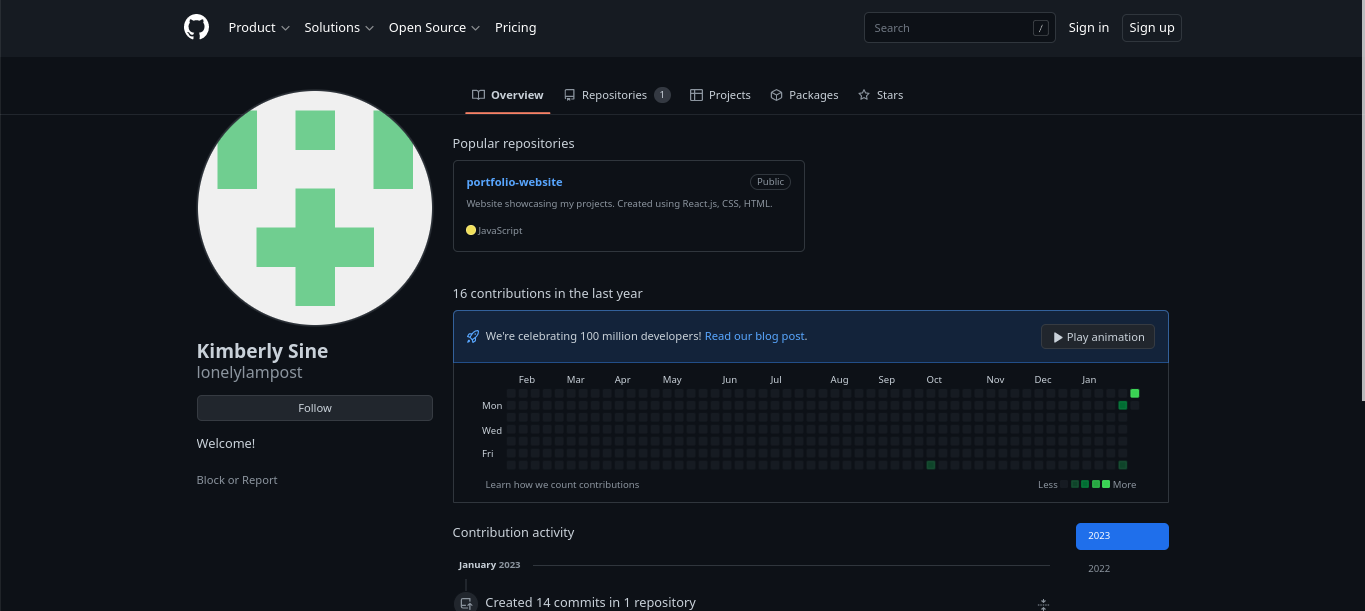 Product Solutions Open Source Pricing Search / Sign in Sign up
Overview Repositories 1 Projects Packages Stars
Kimberly Sine
lonelylampost
Follow
Welcome!
Block or Report
Popular repositories
portfolio-website Public
Website showcasing my projects. Created using React.js, CSS, HTML.
JavaScript
16 contributions in the last year
We're celebrating 100 million developers! Read our blog post. Play animation
Feb Mar Apr May Jun Jul Aug Sep Oct Nov Dec Jan
Mon
Wed
Fri
Learn how we count contributions Less More
Contribution activity
2023
2022
January 2023
Created 14 commits in 1 repository